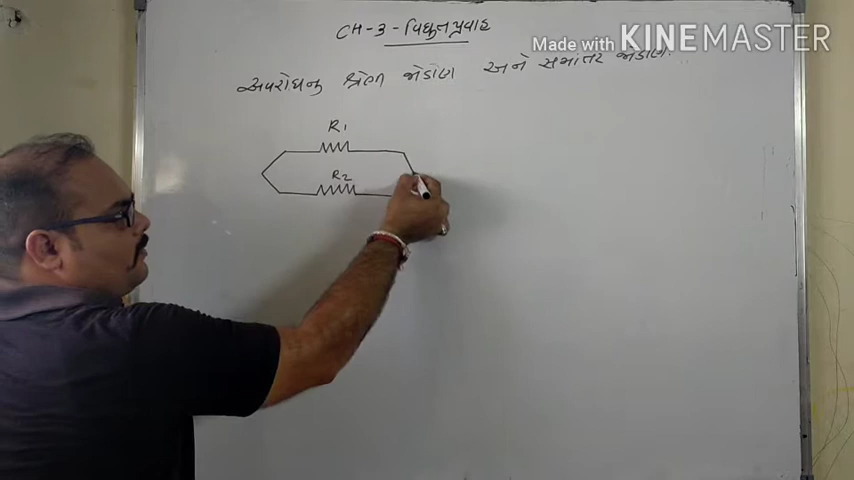 CH-3-વિદ્યુતપ્રવાહ
Made with KINEMASTER
અવરોધનું શ્રેણી જોડાણ અને સમાંતર જોડાણ.
R1
R2